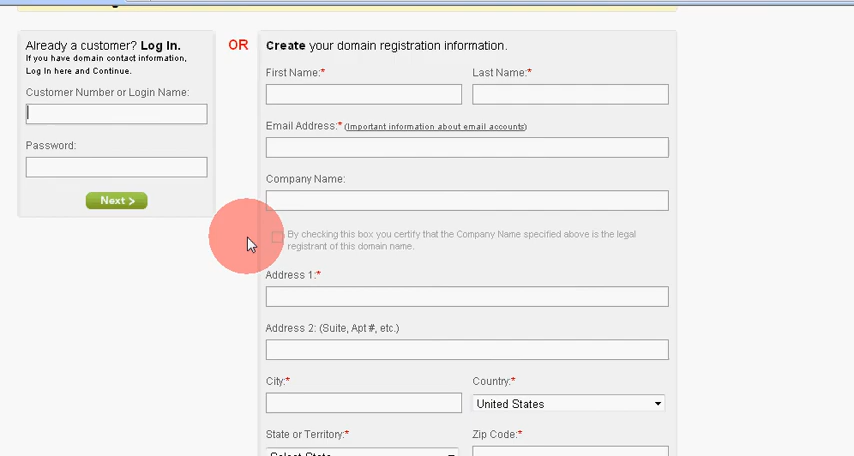 Already a customer? Log In.
If you have domain contact information,
Log In here and Continue.
Customer Number or Login Name:
Password:
Next >
OR
Create your domain registration information.
First Name:* Last Name:*
Email Address:* (Important information about email accounts)
Company Name:
By checking this box you certify that the Company Name specified above is the legal
registrant of this domain name.
Address 1:*
Address 2: (Suite, Apt #, etc.)
City:* Country:*
United States
State or Territory:* Zip Code:*
Select State